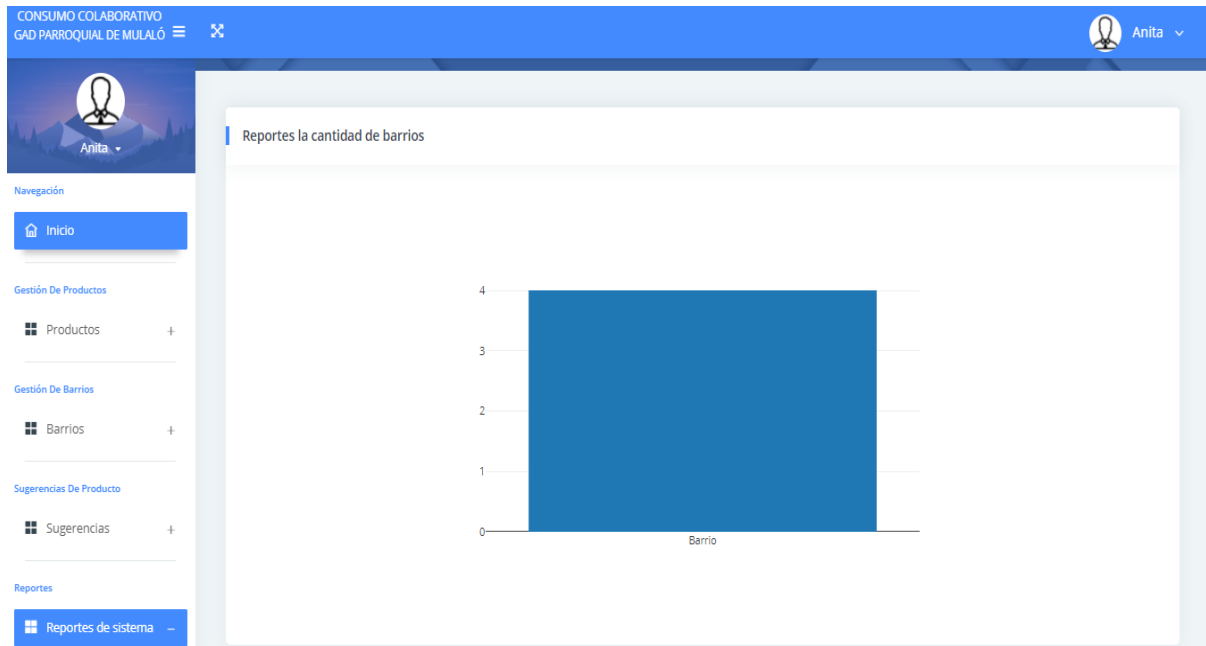 CONSUMO COLABORATIVO
GAD PARROQUIAL DE MULALÓ
Anita
Anita
Navegación
Inicio
Gestión De Productos
Productos
Gestión De Barrios
Barrios
Sugerencias De Producto
Sugerencias
Reportes
Reportes de sistema
Reportes la cantidad de barrios
4
3
2
1
0
Barrio